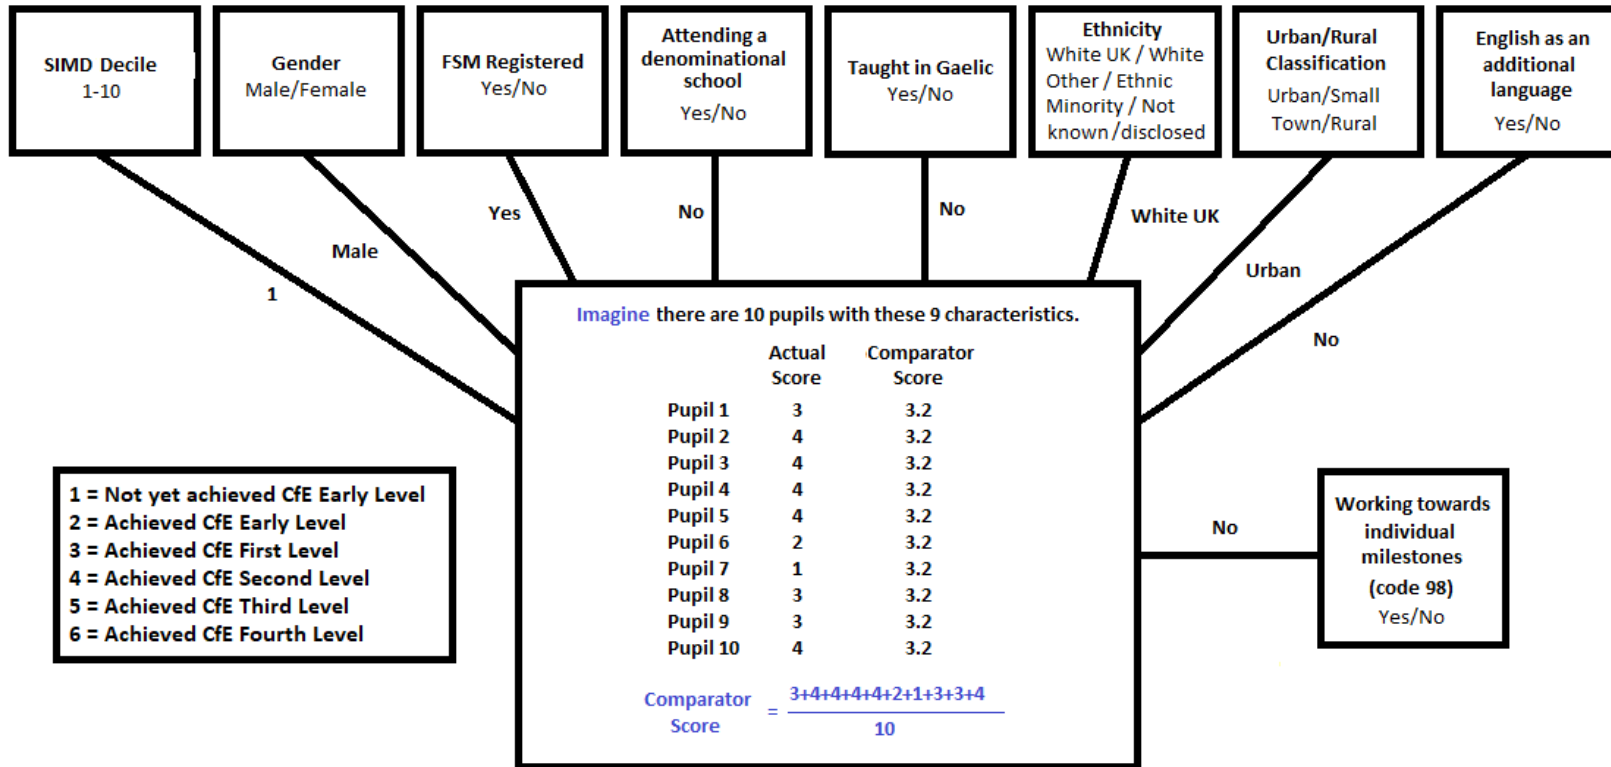 SIMD Decile
1-10
Gender
Male/Female
FSM Registered
Yes/No
Attending a
denominational
school
Yes/No
Taught in Gaelic
Yes/No
Ethnicity
White UK / White
Other / Ethnic
Minority / Not
known/disclosed
Urban/Rural
Classification
Urban/Small
Town/Rural
English as an
additional
language
Yes/No
1
Male
Yes
No
No
White UK
Urban
No
Imagine there are 10 pupils with these 9 characteristics.
Actual Comparator
Score Score
Pupil 1 3 3.2
Pupil 2 4 3.2
Pupil 3 4 3.2
Pupil 4 4 3.2
Pupil 5 4 3.2
Pupil 6 2 3.2
Pupil 7 1 3.2
Pupil 8 3 3.2
Pupil 9 3 3.2
Pupil 10 4 3.2
Comparator
Score
= 3+4+4+4+4+2+1+3+3+4
10
1 = Not yet achieved CfE Early Level
2 = Achieved CfE Early Level
3 = Achieved CfE First Level
4 = Achieved CfE Second Level
5 = Achieved CfE Third Level
6 = Achieved CfE Fourth Level
No
Working towards
individual
milestones
(code 98)
Yes/No